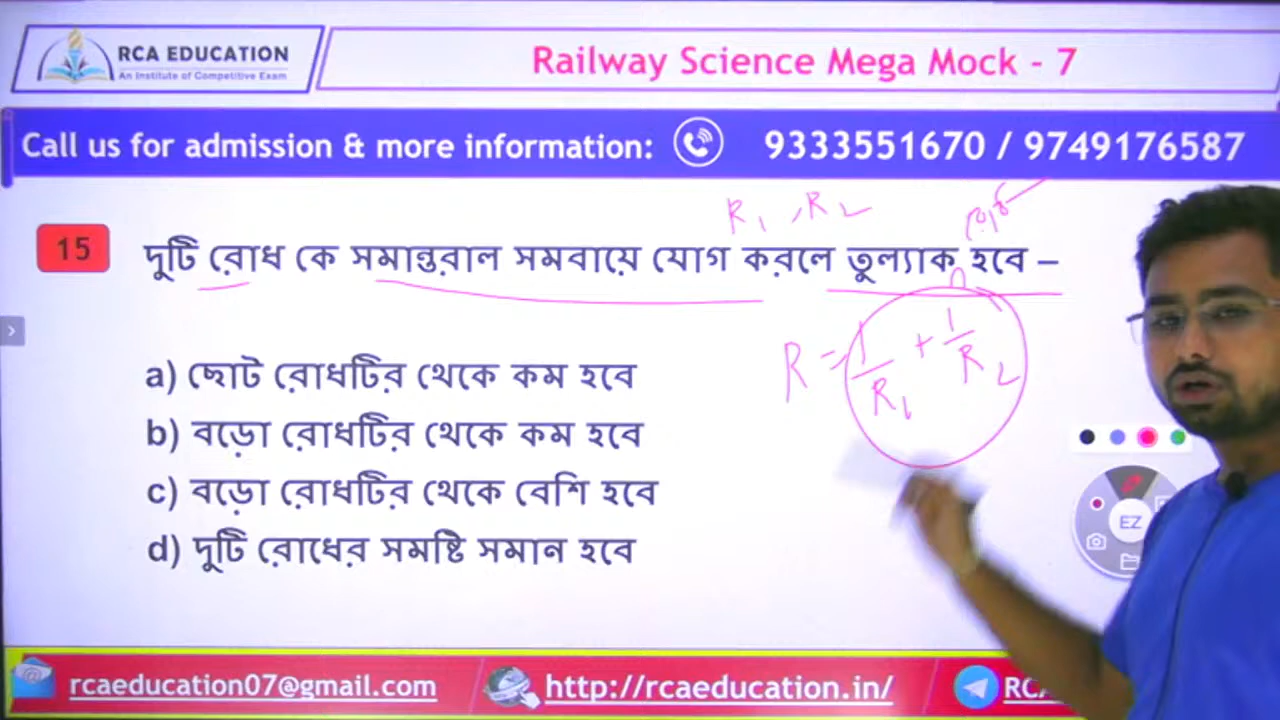 RCA EDUCATION
An Institute of Competitive Exam
Railway Science Mega Mock - 7
Call us for admission & more information: 9333551670 / 9749176587
R₁, R₂
15 দুটি রোধ কে সমান্তরাল সমবায়ে যোগ করলে তুল্যাক হবে –
R = 1/R₁ + 1/R₂
a) ছোট রোধটির থেকে কম হবে
b) বড়ো রোধটির থেকে কম হবে
c) বড়ো রোধটির থেকে বেশি হবে
d) দুটি রোধের সমষ্টি সমান হবে
EZ
rcaeducation07@gmail.com http://rcaeducation.in/ RCA